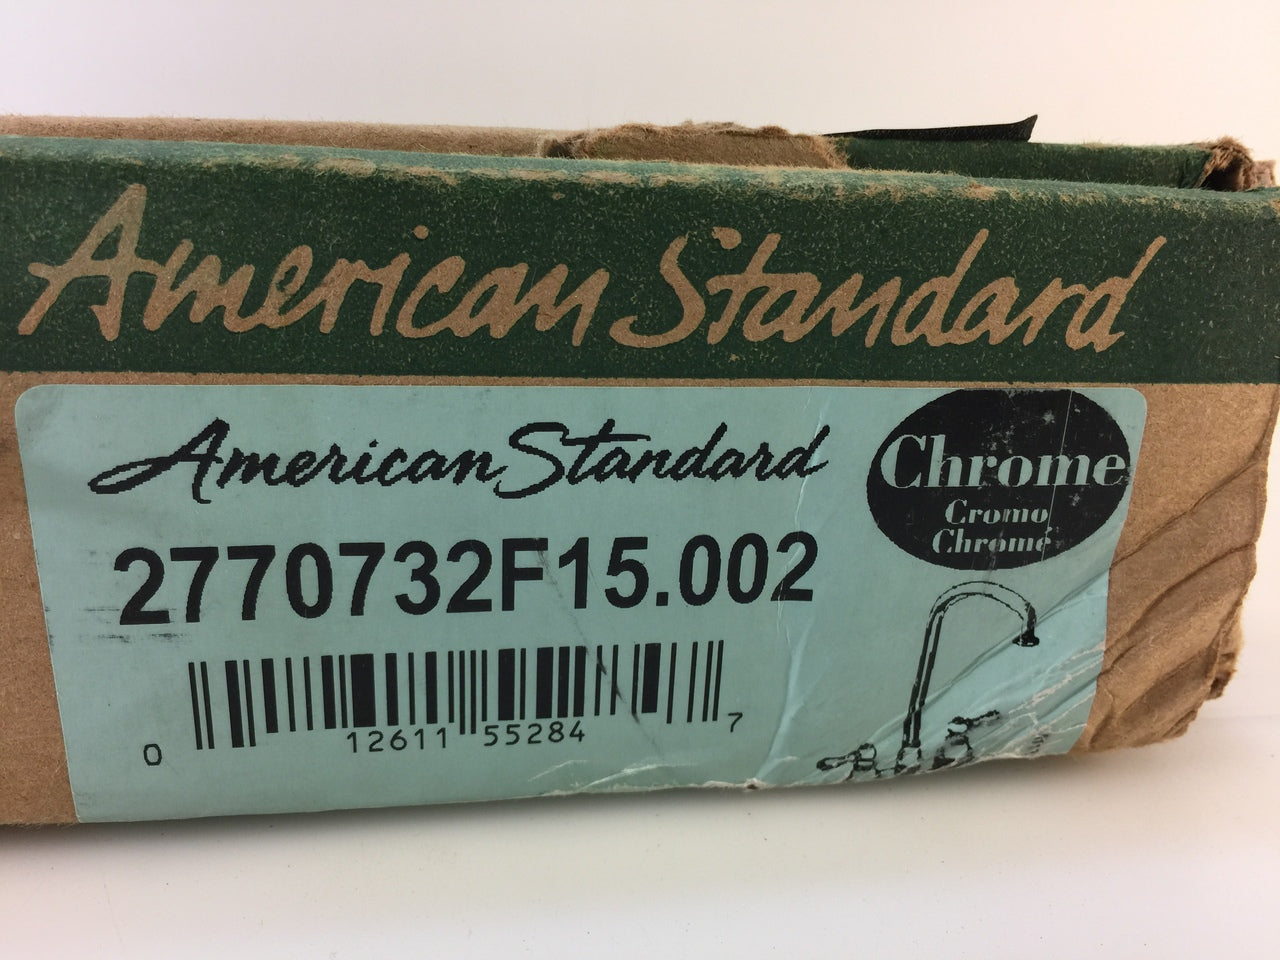 American Standard
American Standard
Chrome
Cromo
Chromé
2770732F15.002
0 12611 55284 7